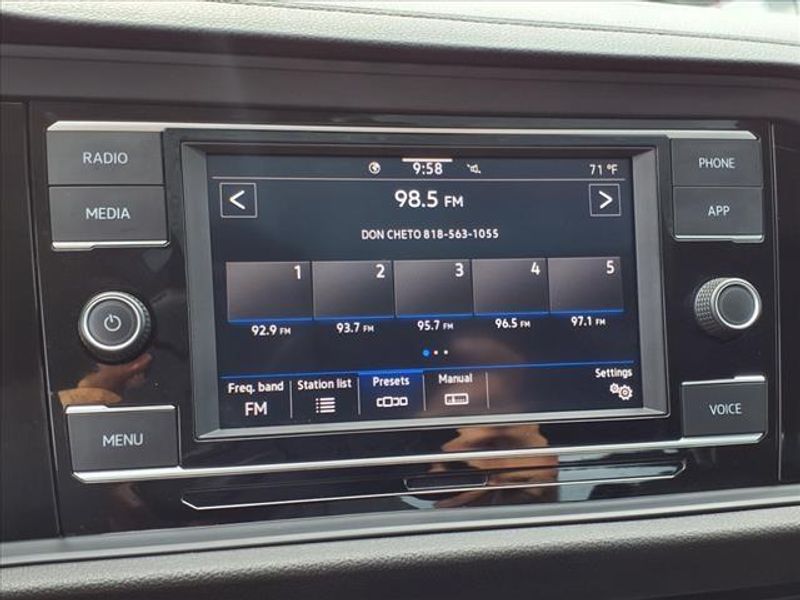 RADIO
MEDIA
MENU
9:58
71 °F
98.5 FM
DON CHETO 818-563-1055
1 2 3 4 5
92.9 FM 93.7 FM 95.7 FM 96.5 FM 97.1 FM
Freq. band Station list Presets Manual Settings
FM
PHONE
APP
VOICE